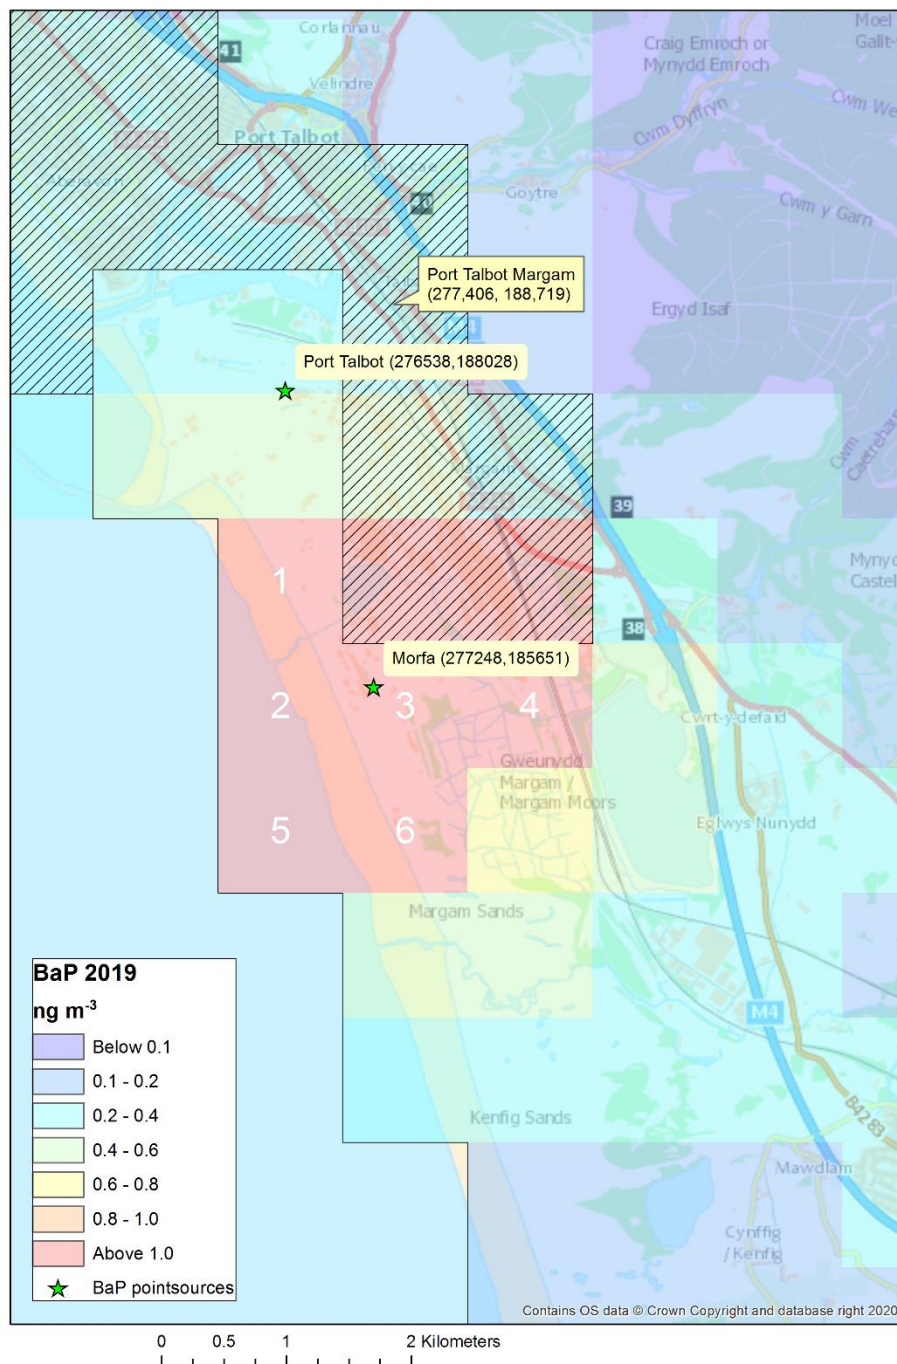 Corlannau
Moel
Gallt-
Craig Emroch or
Mynydd Emroch
41
Velindre
Cwm We
Port Talbot
Cwm Dyffryn
Aberavon
Goytre
40
Cwm y Garn
Port Talbot Margam
(277,406, 188,719)
Ergyd Isaf
Port Talbot (276538,188028)
Cwm
Caetreharn
Margam
39
1
Mynyd
Castel
38
Morfa (277248,185651)
2
3
4
Cwrt-y-defaid
Gweunydd
Margam /
Margam Moors
5
6
Eglwys Nunydd
Margam Sands
BaP 2019
ng m-3
Below 0.1
0.1 - 0.2
0.2 - 0.4
0.4 - 0.6
0.6 - 0.8
0.8 - 1.0
Above 1.0
BaP pointsources
M4
Kenfig Sands
B4283
Mawdlam
Cynffig
/ Kenfig
Contains OS data © Crown Copyright and database right 2020
0 0.5 1 2 Kilometers